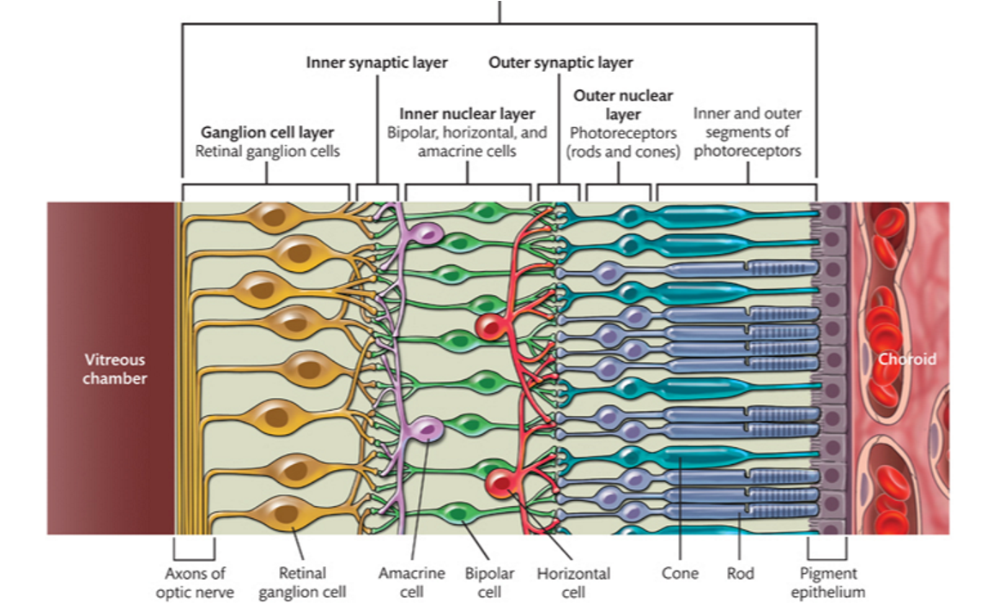 Inner synaptic layer
Outer synaptic layer
Ganglion cell layer
Retinal ganglion cells
Inner nuclear layer
Bipolar, horizontal, and
amacrine cells
Outer nuclear
layer
Photoreceptors
(rods and cones)
Inner and outer
segments of
photoreceptors
Vitreous
chamber
Choroid
Axons of
optic nerve
Retinal
ganglion cell
Amacrine
cell
Bipolar
cell
Horizontal
cell
Cone
Rod
Pigment
epithelium